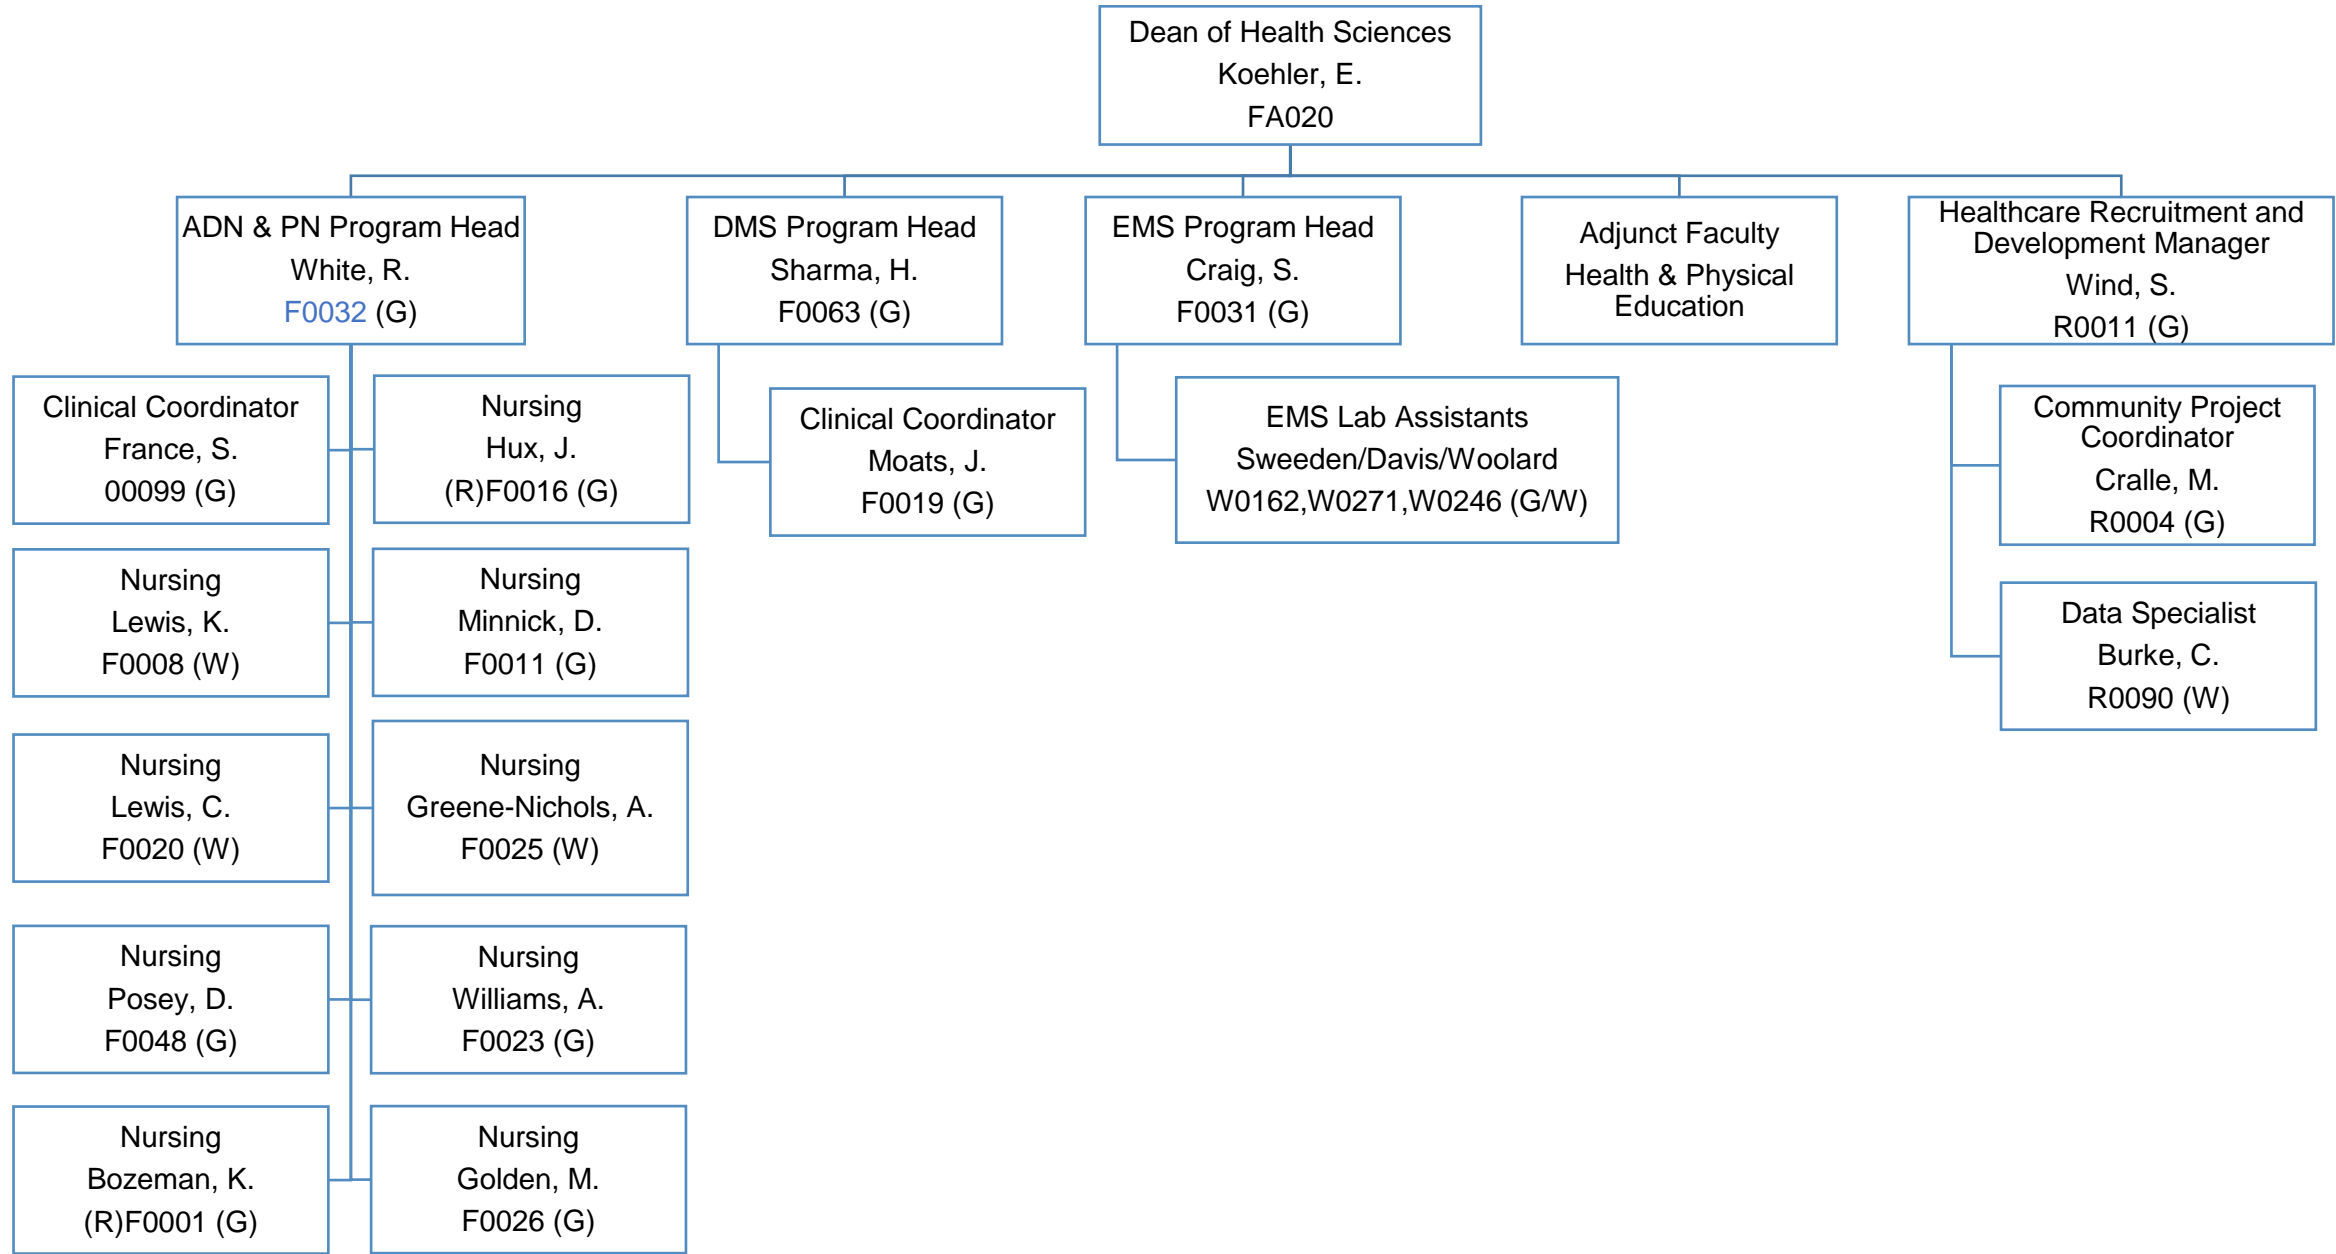 Dean of Health Sciences
Koehler, E.
FA020
ADN & PN Program Head
White, R.
F0032 (G)
DMS Program Head
Sharma, H.
F0063 (G)
EMS Program Head
Craig, S.
F0031 (G)
Adjunct Faculty
Health & Physical
Education
Healthcare Recruitment and
Development Manager
Wind, S.
R0011 (G)
Clinical Coordinator
France, S.
00099 (G)
Nursing
Hux, J.
(R)F0016 (G)
Clinical Coordinator
Moats, J.
F0019 (G)
EMS Lab Assistants
Sweeden/Davis/Woolard
W0162,W0271,W0246 (G/W)
Community Project
Coordinator
Cralle, M.
R0004 (G)
Nursing
Lewis, K.
F0008 (W)
Nursing
Minnick, D.
F0011 (G)
Data Specialist
Burke, C.
R0090 (W)
Nursing
Lewis, C.
F0020 (W)
Nursing
Greene-Nichols, A.
F0025 (W)
Nursing
Posey, D.
F0048 (G)
Nursing
Williams, A.
F0023 (G)
Nursing
Bozeman, K.
(R)F0001 (G)
Nursing
Golden, M.
F0026 (G)